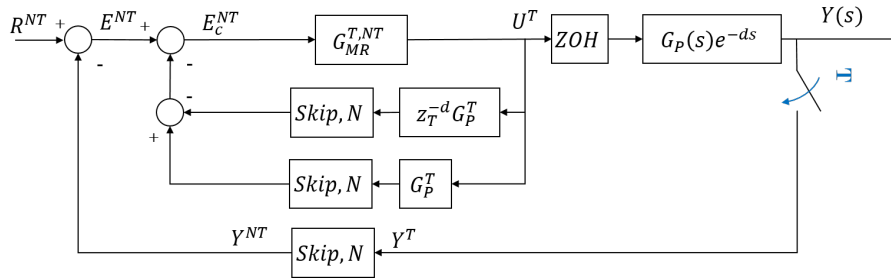 R^{NT} + E^{NT} + E_c^{NT} G_{MR}^{T,NT} U^T ZOH G_P(s)e^{-ds} Y(s)
- - T
- Skip, N z_T^{-d}G_P^T
+ Skip, N G_P^T
Y^{NT} Skip, N Y^T